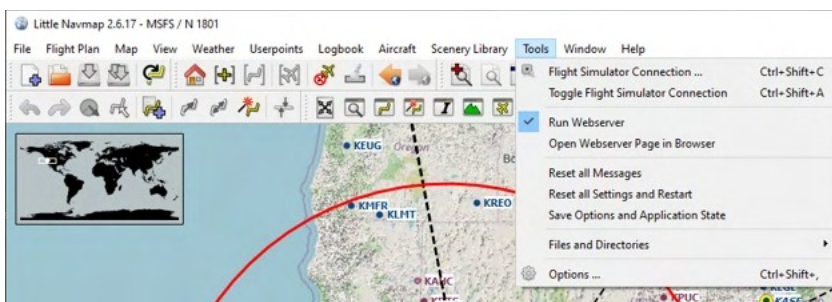 Little Navmap 2.6.17 - MSFS / N 1801
File Flight Plan Map View Weather Userpoints Logbook Aircraft Scenery Library Tools Window Help
Flight Simulator Connection ... Ctrl+Shift+C
Toggle Flight Simulator Connection Ctrl+Shift+A
Run Webserver
Open Webserver Page in Browser
Reset all Messages
Reset all Settings and Restart
Save Options and Application State
Files and Directories
Options ... Ctrl+Shift+,
KEUG Oregon
KMFR
KLMT
KREO
KPUC
KASE